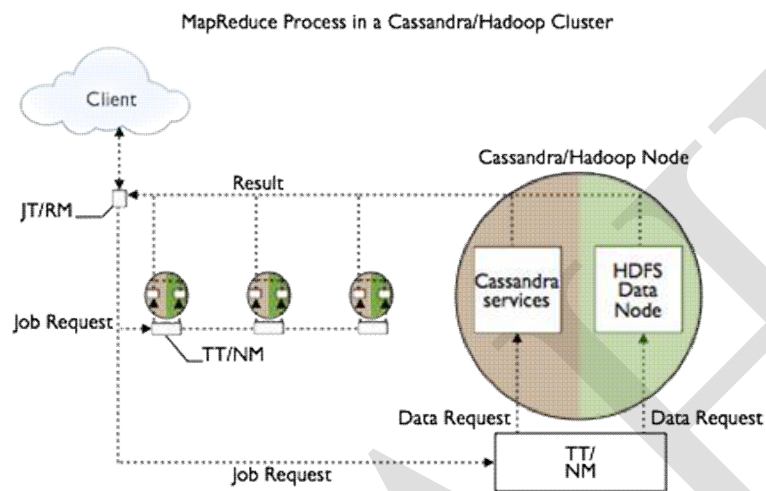 MapReduce Process in a Cassandra/Hadoop Cluster
Client
Cassandra/Hadoop Node
Result
JT/RM
Cassandra
services
HDFS
Data
Node
Job Request
TT/NM
Data Request
Data Request
TT/
NM
Job Request